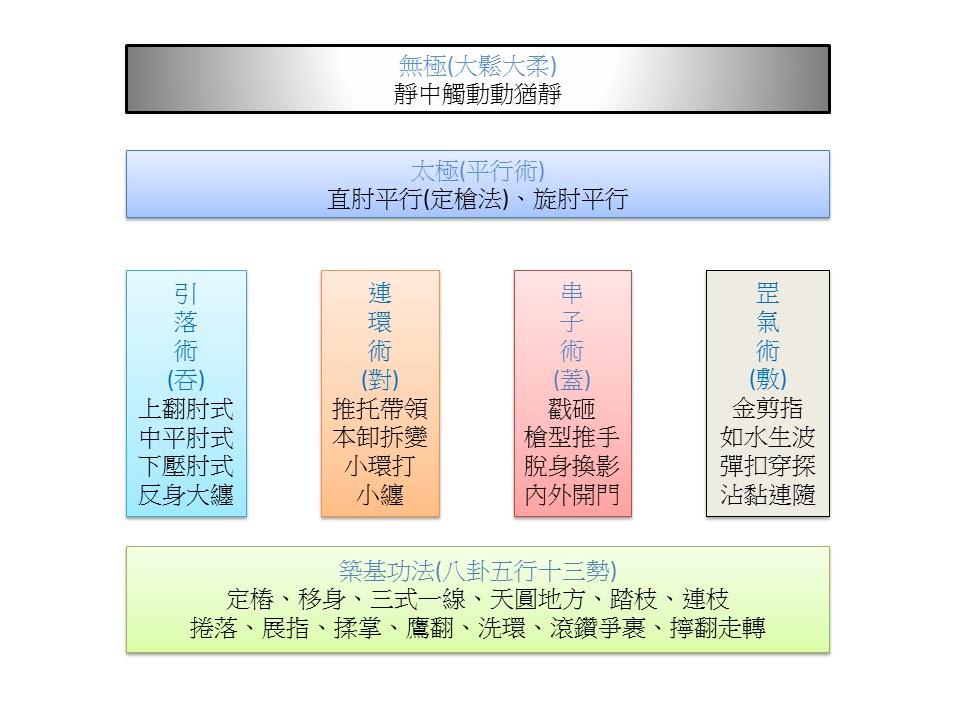 無極(大鬆大柔)
靜中觸動動猶靜
太極(平行術)
直肘平行(定槍法)、旋肘平行
引
落
術
(吞)
上翻肘式
中平肘式
下壓肘式
反身大纏
連
環
術
(對)
推托帶領
本卸拆變
小環打
小纏
串
子
術
(蓋)
戳砸
槍型推手
脫身換影
內外開門
罡
氣
術
(敷)
金剪指
如水生波
彈扣穿探
沾黏連隨
築基功法(八卦五行十三勢)
定樁、移身、三式一線、天圓地方、踏枝、連枝
捲落、展指、揉掌、鷹翻、洗環、滾鑽爭裹、擰翻走轉